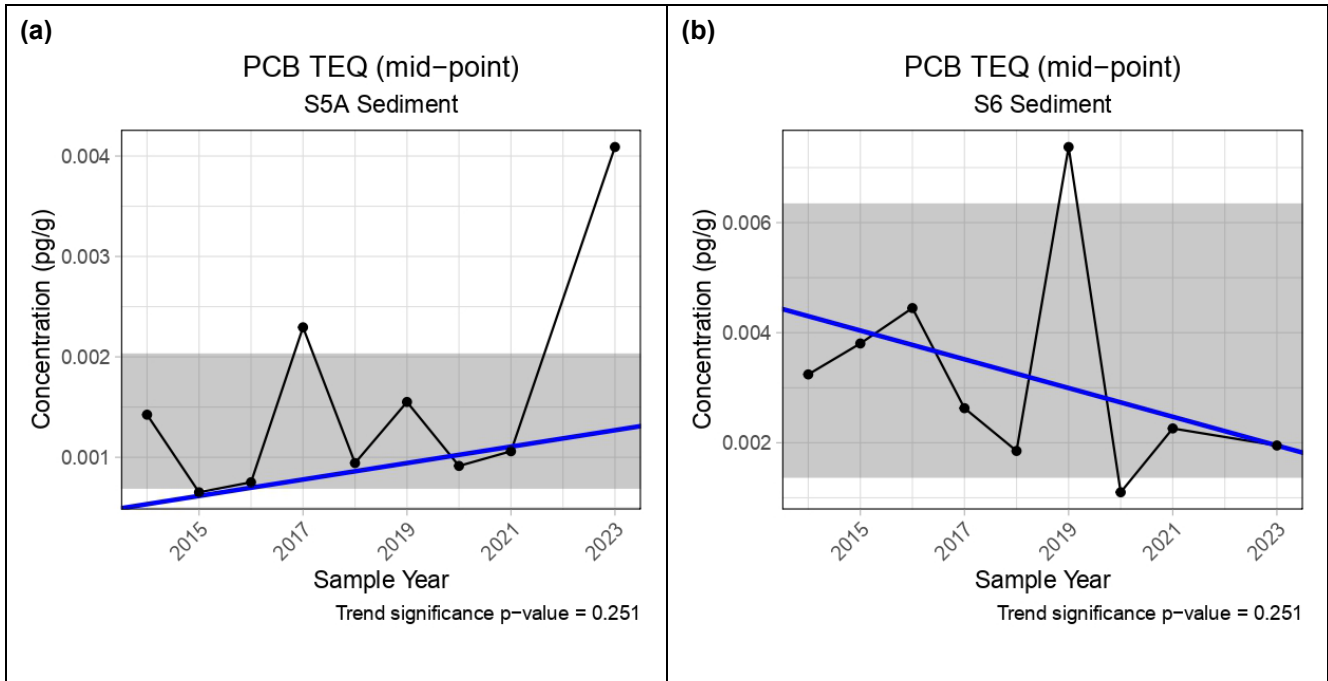 (a)
PCB TEQ (mid−point)
S5A Sediment
Concentration (pg/g)
0.004
0.003
0.002
0.001
2015
2017
2019
2021
2023
Sample Year
Trend significance p−value = 0.251
(b)
PCB TEQ (mid−point)
S6 Sediment
Concentration (pg/g)
0.006
0.004
0.002
2015
2017
2019
2021
2023
Sample Year
Trend significance p−value = 0.251